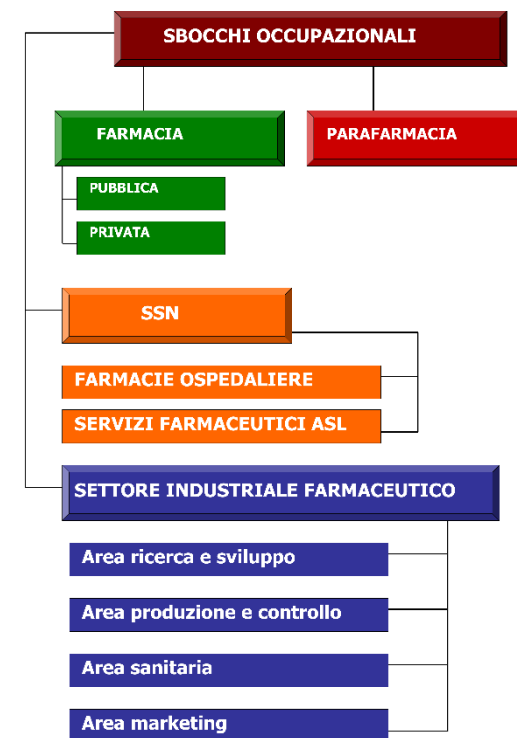 SBOCCHI OCCUPAZIONALI
FARMACIA
PARAFARMACIA
PUBBLICA
PRIVATA
SSN
FARMACIE OSPEDALIERE
SERVIZI FARMACEUTICI ASL
SETTORE INDUSTRIALE FARMACEUTICO
Area ricerca e sviluppo
Area produzione e controllo
Area sanitaria
Area marketing